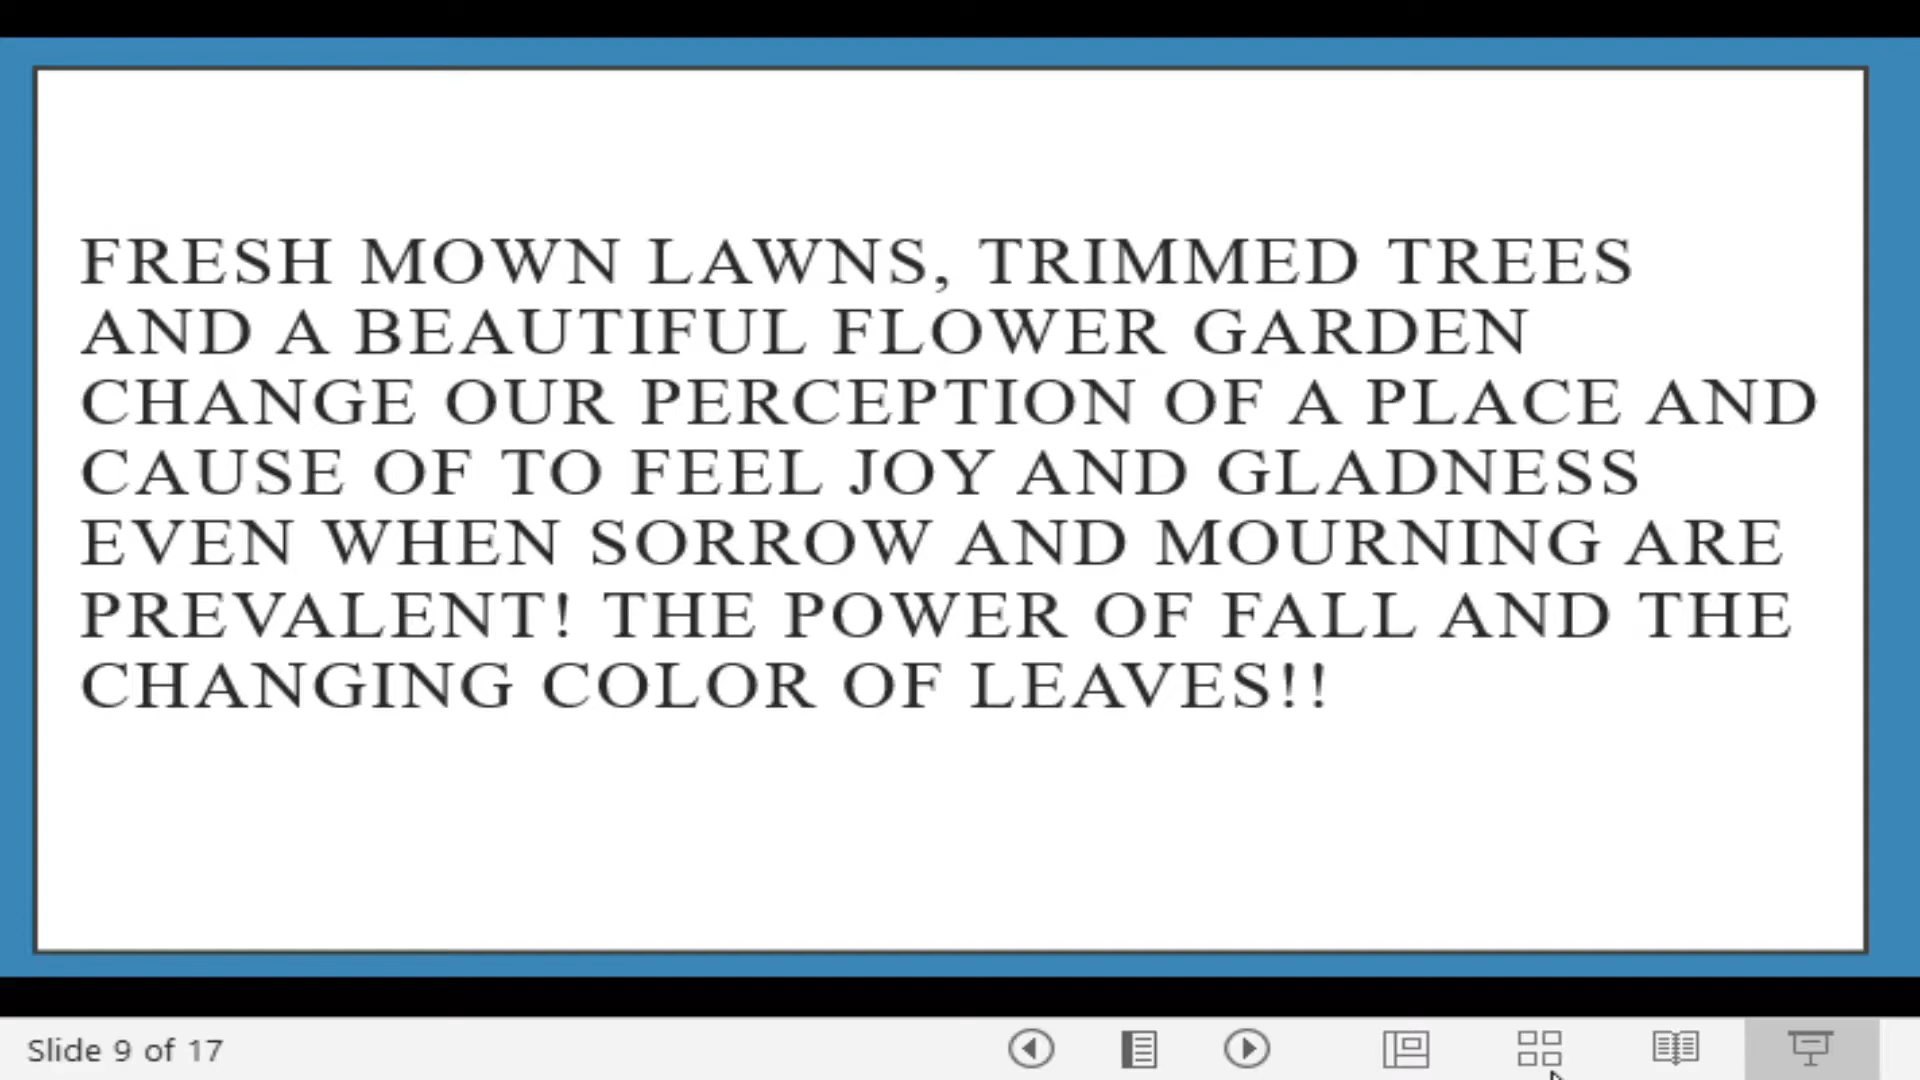 FRESH MOWN LAWNS, TRIMMED TREES
AND A BEAUTIFUL FLOWER GARDEN
CHANGE OUR PERCEPTION OF A PLACE AND
CAUSE OF TO FEEL JOY AND GLADNESS
EVEN WHEN SORROW AND MOURNING ARE
PREVALENT! THE POWER OF FALL AND THE
CHANGING COLOR OF LEAVES!!
Slide 9 of 17